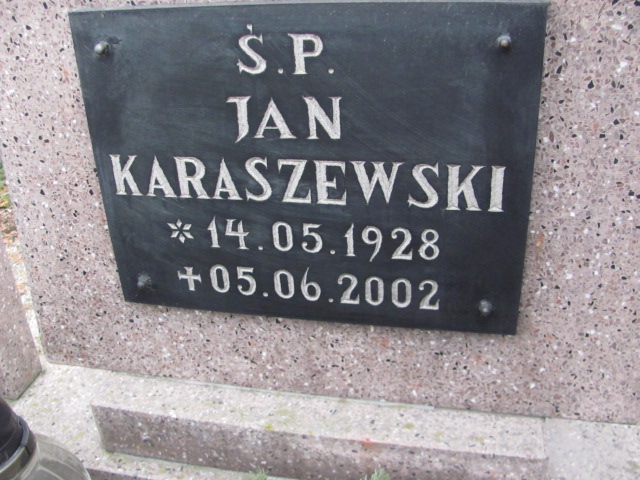 Ś.P.
JAN
KARASZEWSKI
* 14.05.1928
+05.06.2002